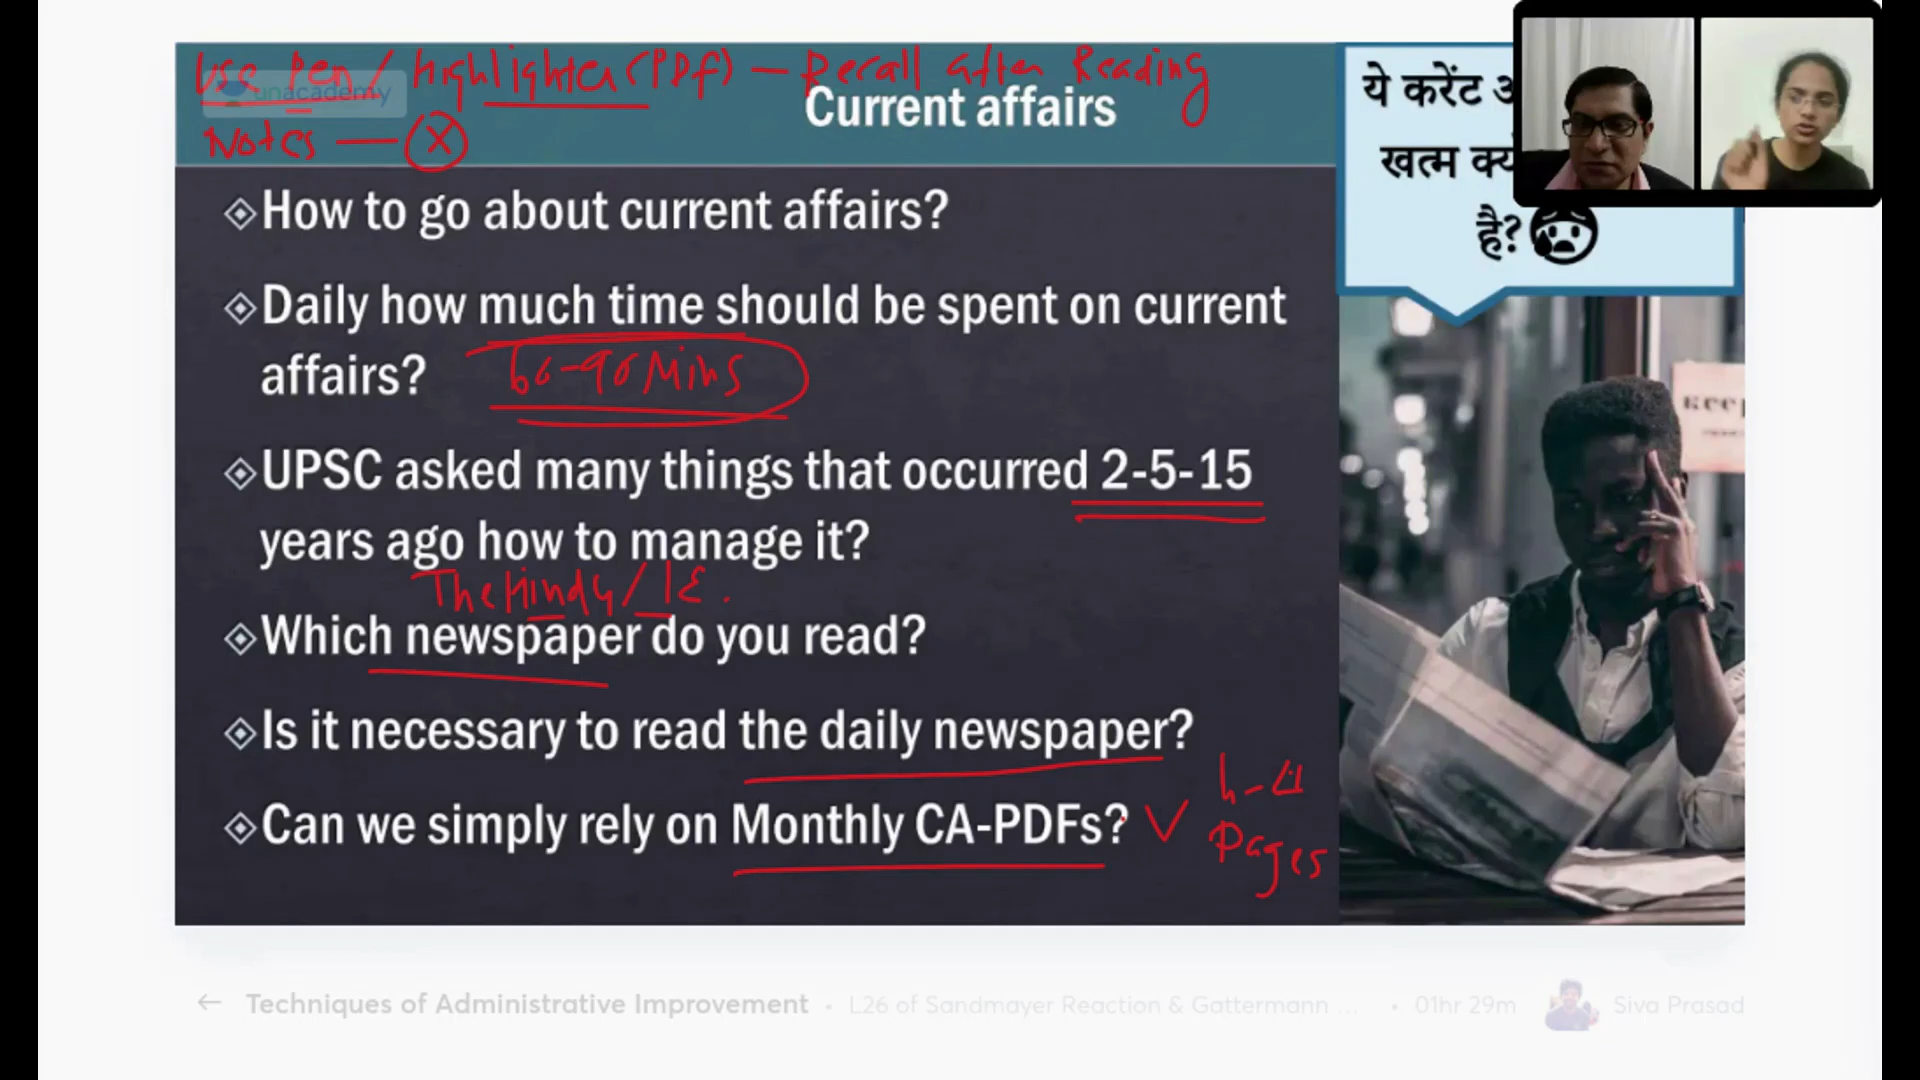 Use Pen / Highlighter (PDF) — Recall after Reading
unacademy
Current affairs
Notes — X
ये करेंट
खत्म
है?
How to go about current affairs?
Daily how much time should be spent on current
affairs? 60-90 Mins
UPSC asked many things that occurred 2-5-15
years ago how to manage it?
The Hindu / IE.
Which newspaper do you read?
Is it necessary to read the daily newspaper?
Can we simply rely on Monthly CA-PDFs?
Pages
← Techniques of Administrative Improvement • L26 of Sandmayer Reaction & Gattermann ... • 01hr 29m Siva Prasad